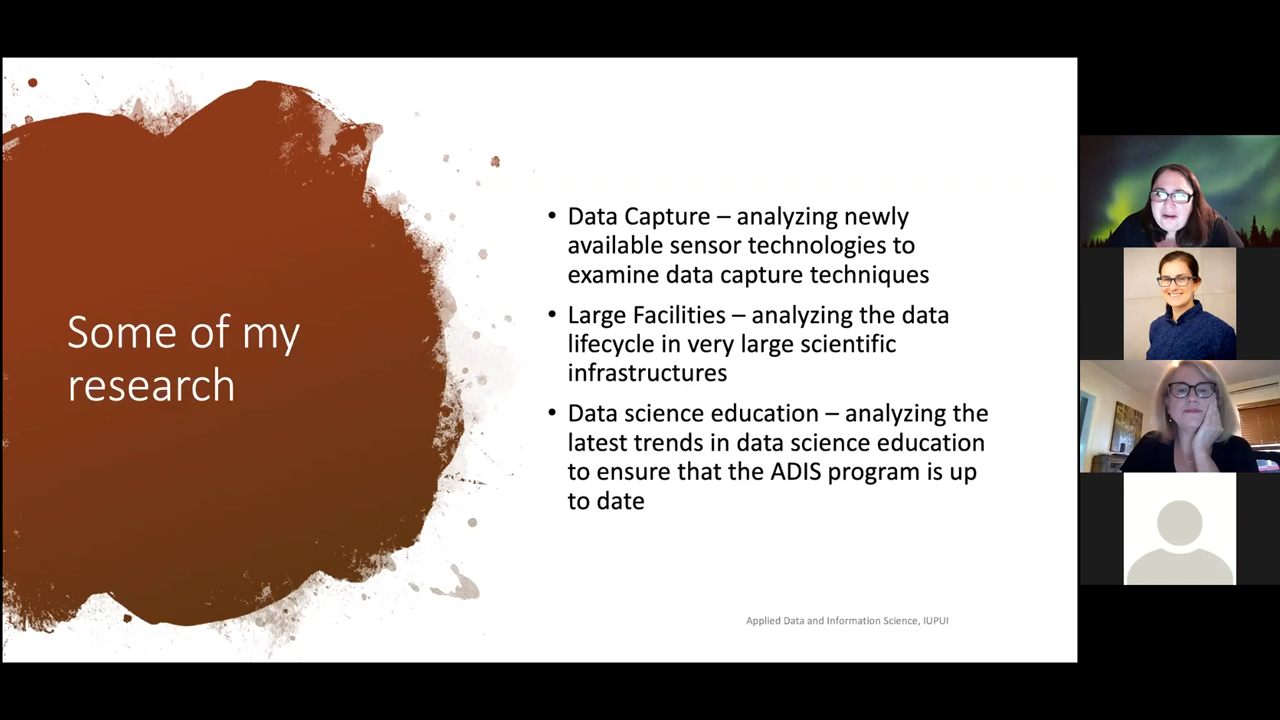 Some of my
research
• Data Capture – analyzing newly
available sensor technologies to
examine data capture techniques
• Large Facilities – analyzing the data
lifecycle in very large scientific
infrastructures
• Data science education – analyzing the
latest trends in data science education
to ensure that the ADIS program is up
to date
Applied Data and Information Science, IUPUI